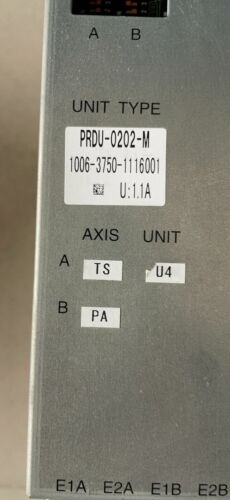 A B
UNIT TYPE
PRDU-0202-M
1006-3750-1116001
U:1.1A
AXIS UNIT
A TS U4
B PA
E1A E2A E1B E2B